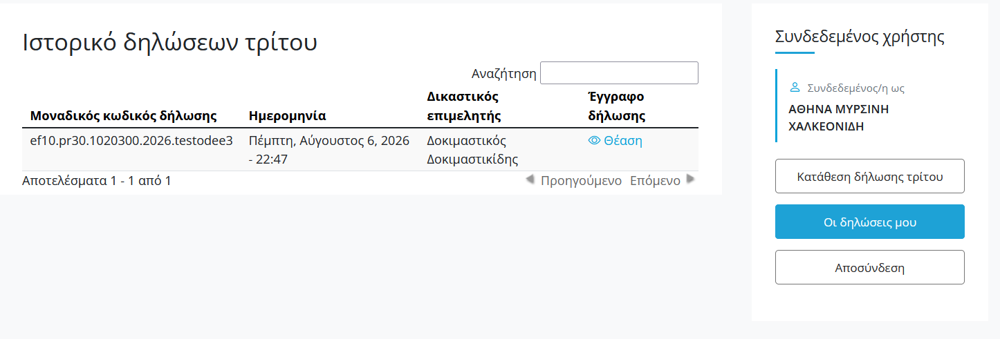 Ιστορικό δηλώσεων τρίτου
Αναζήτηση
Μοναδικός κωδικός δήλωσης Ημερομηνία Δικαστικός επιμελητής Έγγραφο δήλωσης
ef10.pr30.1020300.2026.testodee3 Πέμπτη, Αύγουστος 6, 2026 - 22:47 Δοκιμαστικός Δοκιμαστικίδης Θέαση
Αποτελέσματα 1 - 1 από 1 Προηγούμενο Επόμενο
Συνδεδεμένος χρήστης
Συνδεδεμένος/η ως
ΑΘΗΝΑ ΜΥΡΣΙΝΗ
ΧΑΛΚΕΟΝΙΔΗ
Κατάθεση δήλωσης τρίτου
Οι δηλώσεις μου
Αποσύνδεση